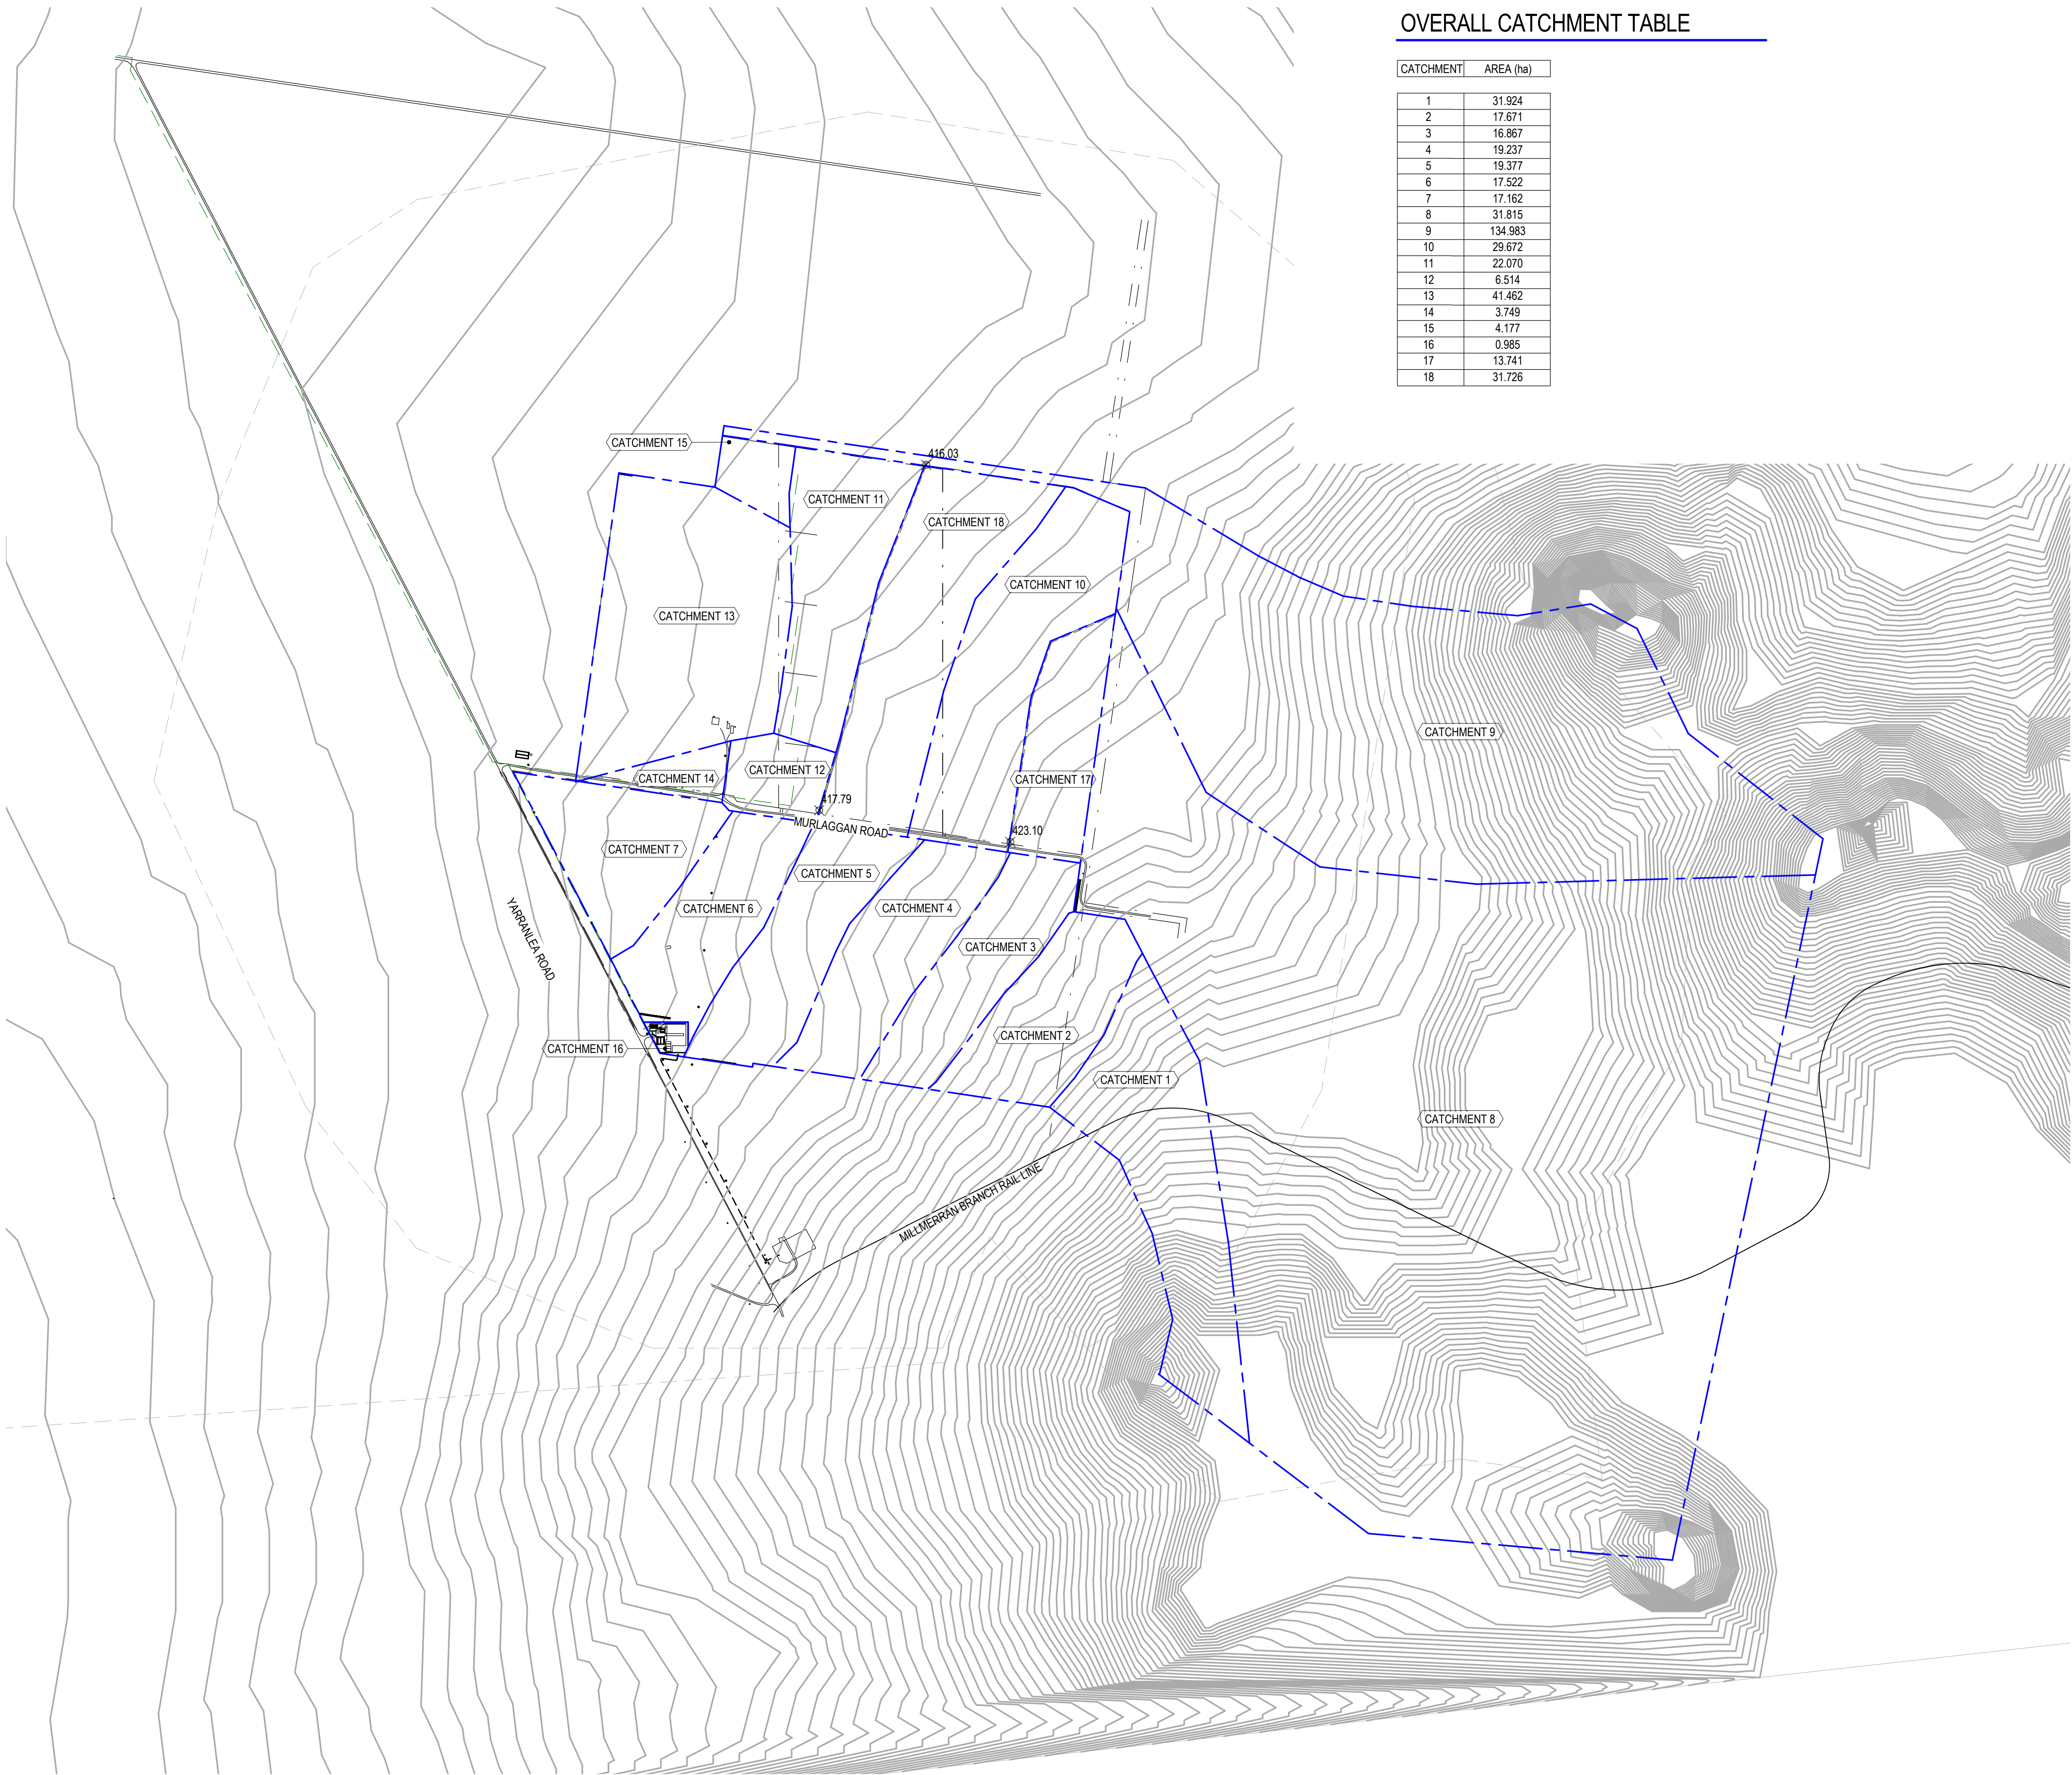 OVERALL CATCHMENT TABLE
CATCHMENT AREA (ha)
1 31.924
2 17.671
3 16.867
4 19.237
5 19.377
6 17.522
7 17.162
8 31.815
9 134.983
10 29.672
11 22.070
12 6.514
13 41.462
14 3.749
15 4.177
16 0.985
17 13.741
18 31.726
CATCHMENT 15
416.03
CATCHMENT 11
CATCHMENT 18
CATCHMENT 10
CATCHMENT 13
CATCHMENT 9
CATCHMENT 14
CATCHMENT 12
CATCHMENT 17
417.79
MURLAGGAN ROAD
423.10
CATCHMENT 7
CATCHMENT 5
CATCHMENT 6
CATCHMENT 4
YARRANLEA ROAD
CATCHMENT 3
CATCHMENT 2
CATCHMENT 16
CATCHMENT 1
CATCHMENT 8
MILLMERRAN BRANCH RAIL LINE